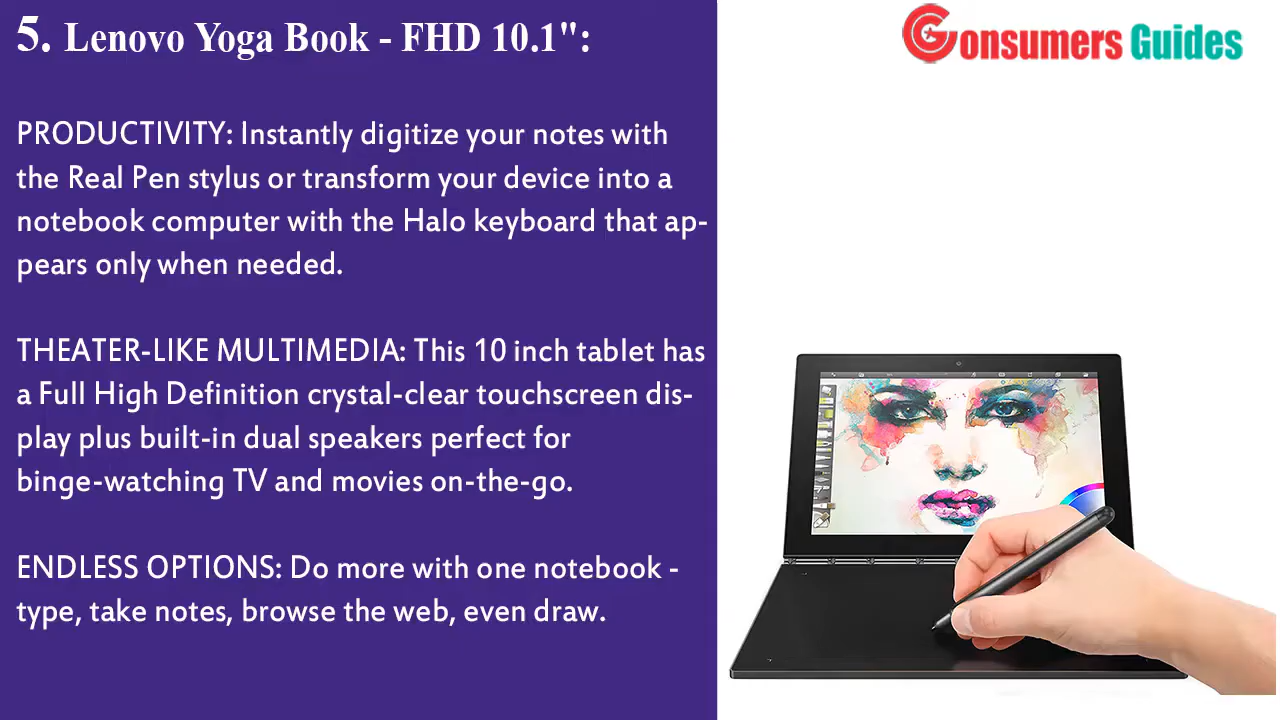 5. Lenovo Yoga Book - FHD 10.1":
Consumers Guides
PRODUCTIVITY: Instantly digitize your notes with
the Real Pen stylus or transform your device into a
notebook computer with the Halo keyboard that ap-
pears only when needed.
THEATER-LIKE MULTIMEDIA: This 10 inch tablet has
a Full High Definition crystal-clear touchscreen dis-
play plus built-in dual speakers perfect for
binge-watching TV and movies on-the-go.
ENDLESS OPTIONS: Do more with one notebook -
type, take notes, browse the web, even draw.